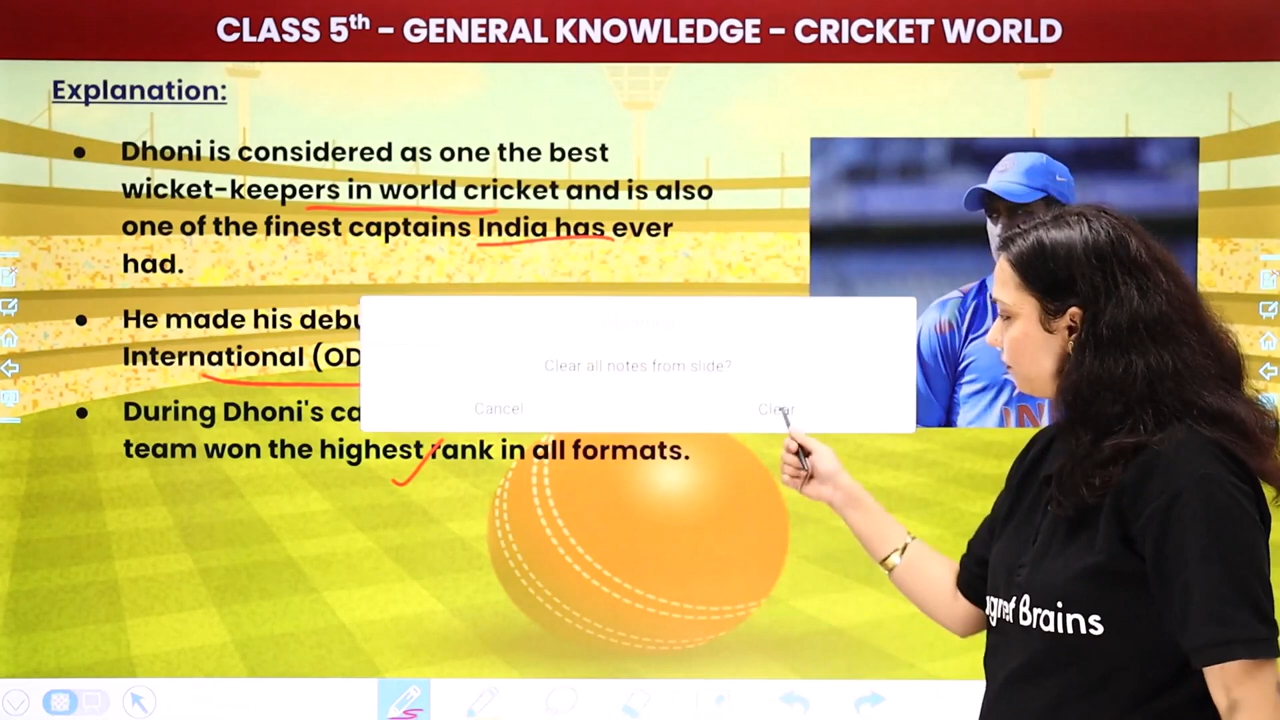 CLASS 5th - GENERAL KNOWLEDGE - CRICKET WORLD
Explanation:
• Dhoni is considered as one the best
wicket-keepers in world cricket and is also
one of the finest captains India has ever
had.
• He made his debu
International (OD
Clear all notes from slide?
Cancel Clear
• During Dhoni's ca
team won the highest rank in all formats.
IN
Brains